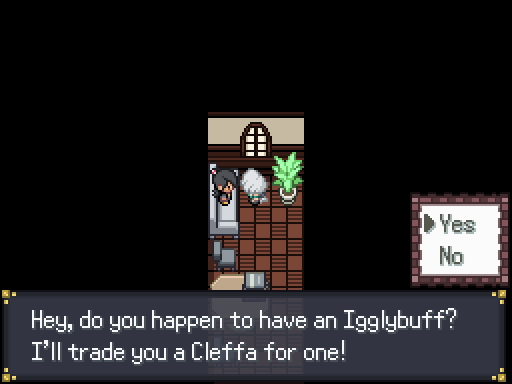 Yes
No
Hey, do you happen to have an Igglybuff?
I'll trade you a Cleffa for one!